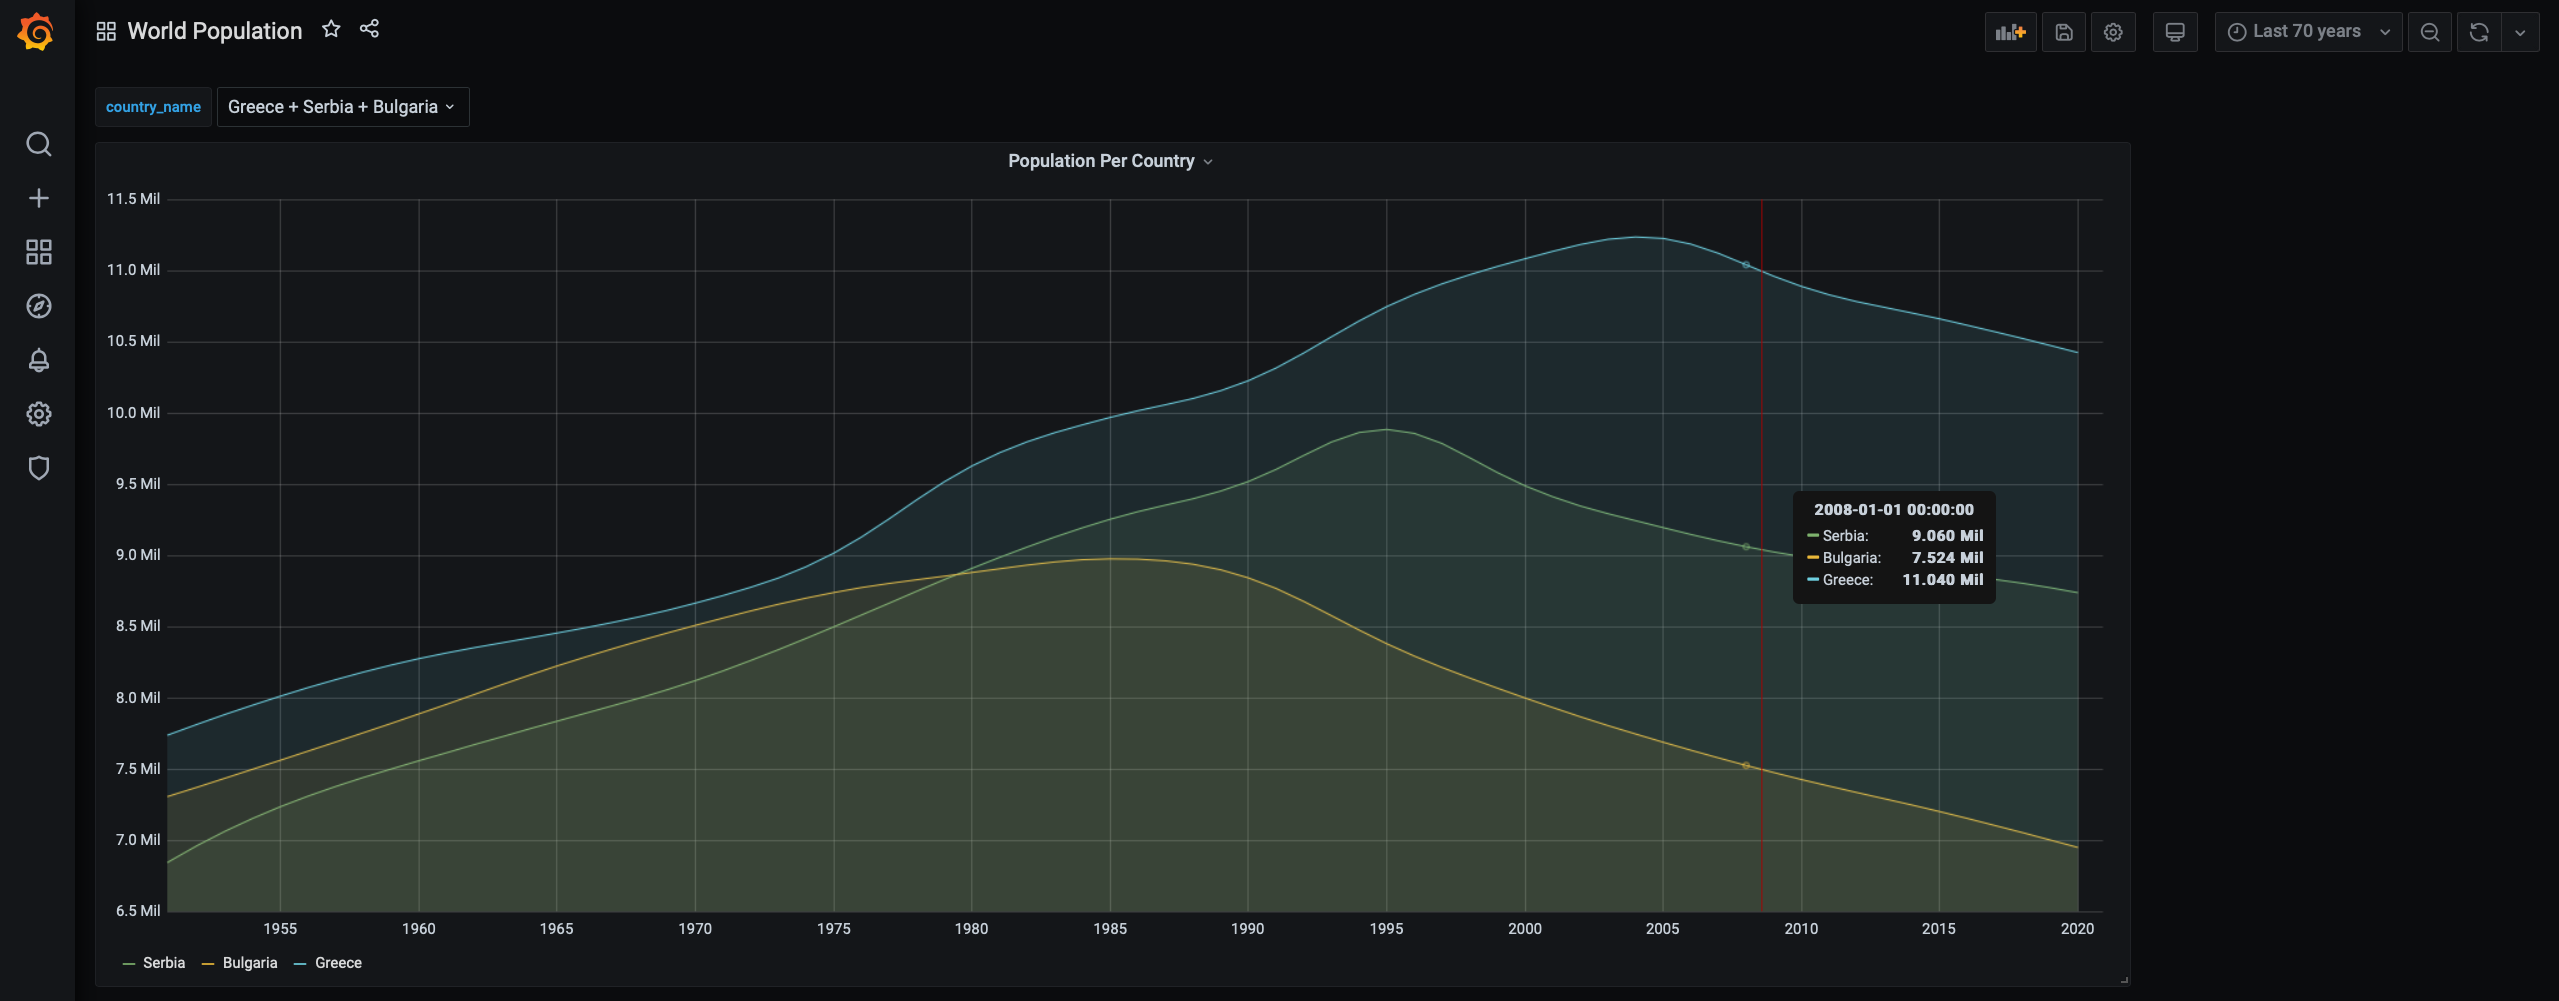 World Population
Last 70 years
country_name
Greece + Serbia + Bulgaria
Population Per Country
11.5 Mil
11.0 Mil
10.5 Mil
10.0 Mil
9.5 Mil
9.0 Mil
8.5 Mil
8.0 Mil
7.5 Mil
7.0 Mil
6.5 Mil
2008-01-01 00:00:00
Serbia: 9.060 Mil
Bulgaria: 7.524 Mil
Greece: 11.040 Mil
1955 1960 1965 1970 1975 1980 1985 1990 1995 2000 2005 2010 2015 2020
Serbia Bulgaria Greece